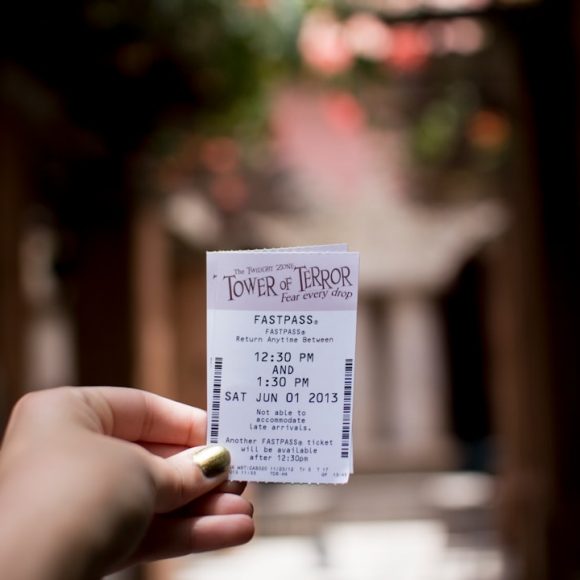 The Twilight Zone
TOWER OF TERROR
Fear every drop
FASTPASS®
FASTPASS®
Return Anytime Between
12:30 PM
AND
1:30 PM
SAT JUN 01 2013
Not able to
accommodate
late arrivals.
Another FASTPASS® ticket
will be available
after 12:30pm